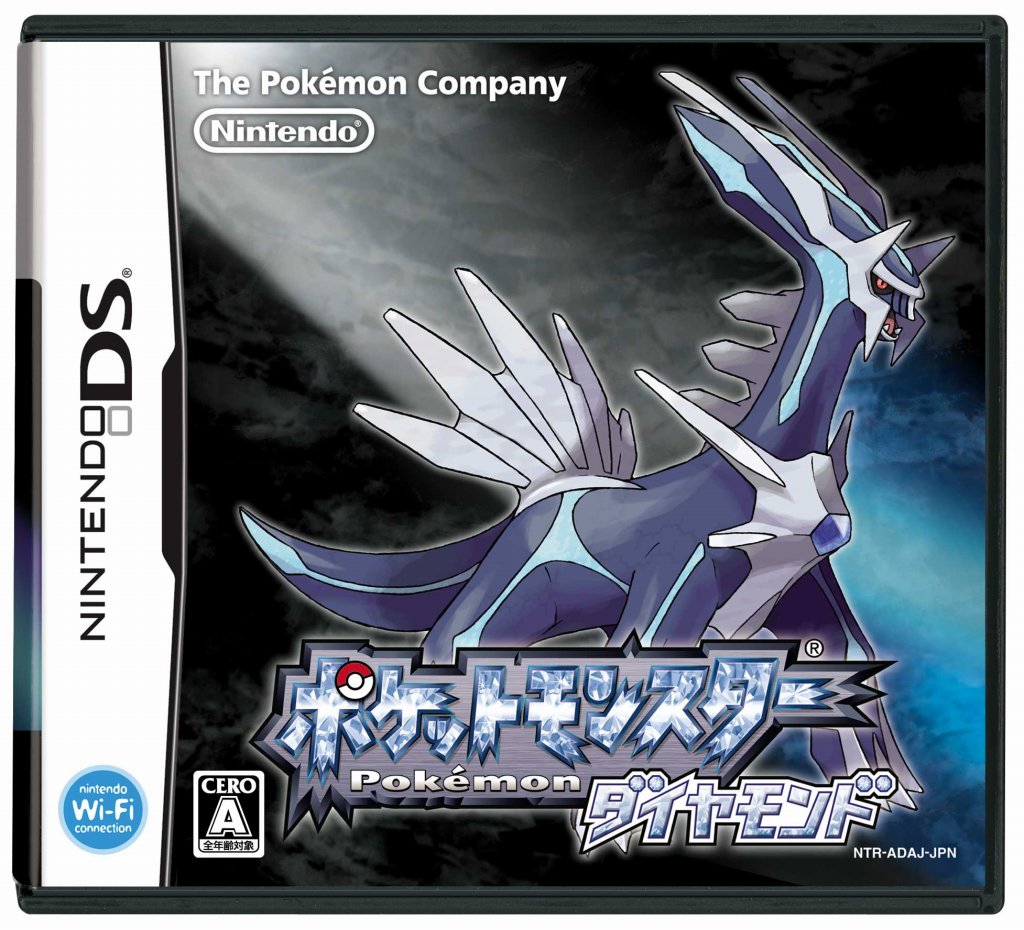 The Pokémon Company
Nintendo®
NINTENDO DS®
ポケットモンスター®
Pokémon
ダイヤモンド
nintendo
Wi-Fi
connection
CERO
A
全年齢対象
NTR-ADAJ-JPN